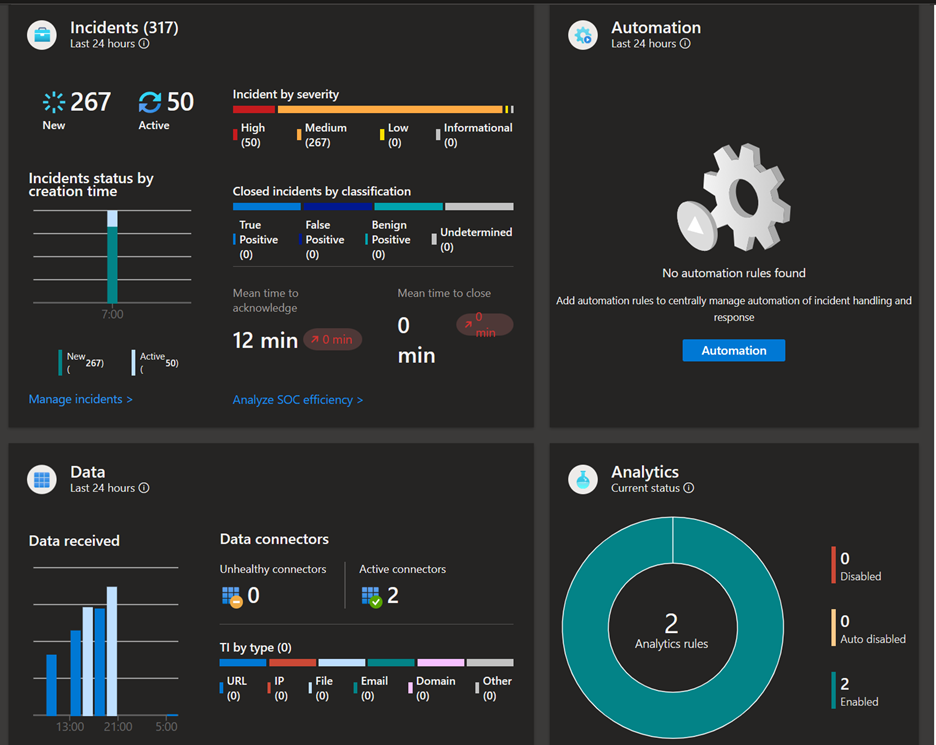 Incidents (317)
Last 24 hours
267
New
50
Active
Incident by severity
High
(50)
Medium
(267)
Low
(0)
Informational
(0)
Incidents status by
creation time
7:00
New
(
267)
Active
(
50)
Manage incidents >
Closed incidents by classification
True
Positive
(0)
False
Positive
(0)
Benign
Positive
(0)
Undetermined
(0)
Mean time to
acknowledge
12 min
0 min
Mean time to close
0
min
0
min
Analyze SOC efficiency >
Automation
Last 24 hours
No automation rules found
Add automation rules to centrally manage automation of incident handling and
response
Automation
Data
Last 24 hours
Data received
13:00
21:00
5:00
Data connectors
Unhealthy connectors
0
Active connectors
2
TI by type (0)
URL
(0)
IP
(0)
File
(0)
Email
(0)
Domain
(0)
Other
(0)
Analytics
Current status
2
Analytics rules
0
Disabled
0
Auto disabled
2
Enabled